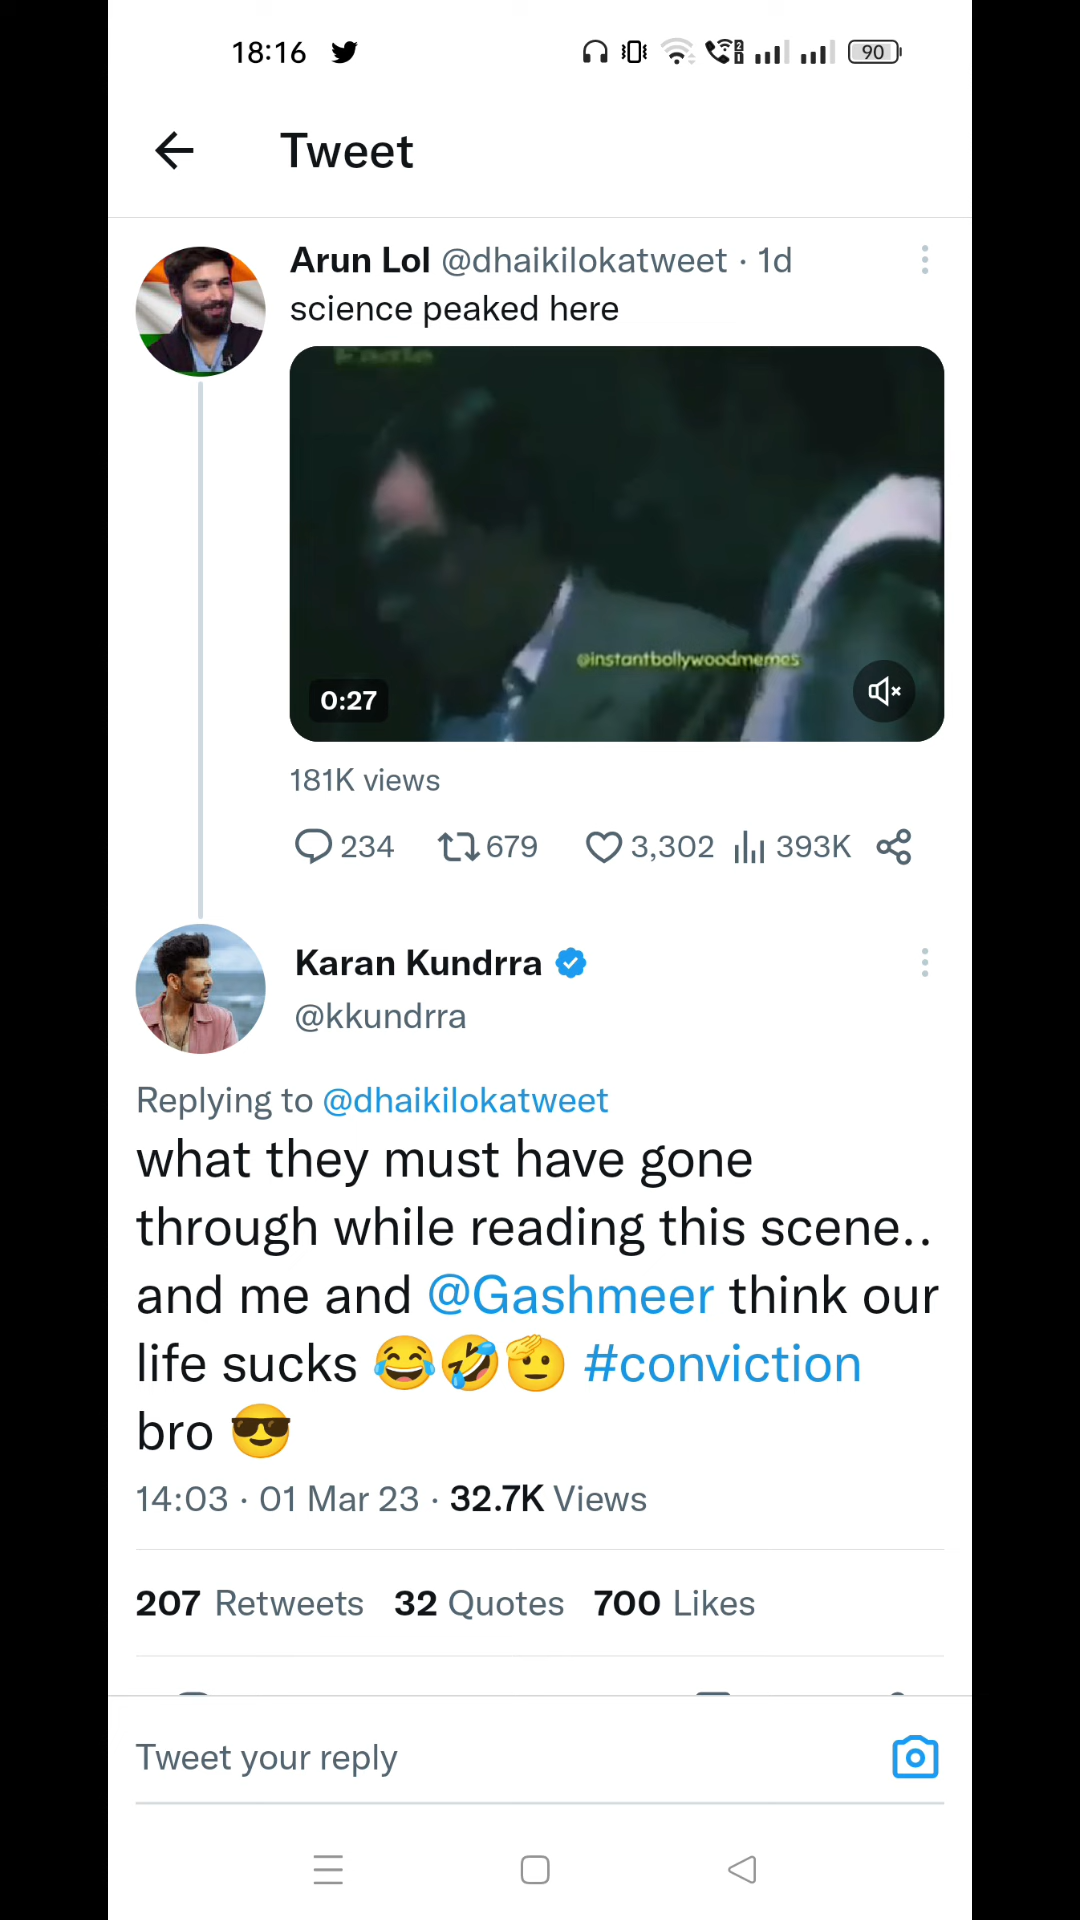 18:16
90
Tweet
Arun Lol @dhaikilokatweet · 1d
science peaked here
@instantbollywoodmemes
0:27
181K views
234 679 3,302 393K
Karan Kundrra
@kkundrra
Replying to @dhaikilokatweet
what they must have gone
through while reading this scene..
and me and @Gashmeer think our
life sucks 😂🤣🫡 #conviction
bro 😎
14:03 · 01 Mar 23 · 32.7K Views
207 Retweets 32 Quotes 700 Likes
Tweet your reply